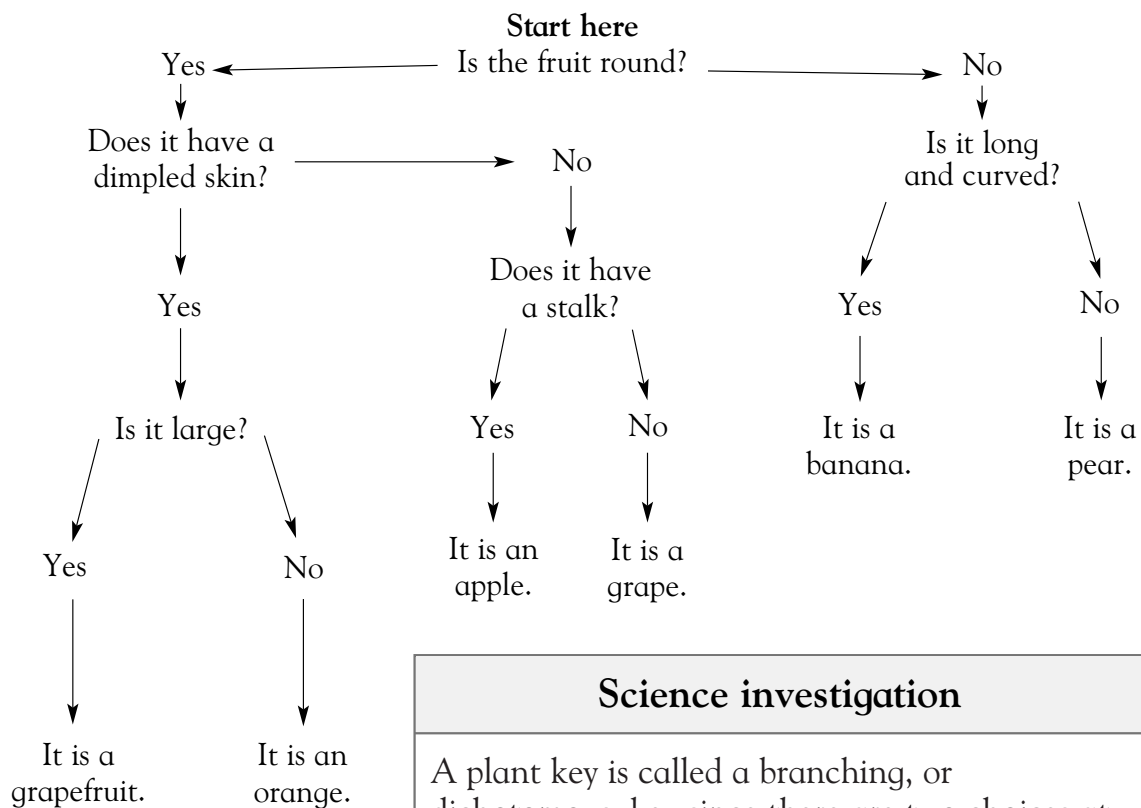 Start here
Is the fruit round?
Yes
No
Does it have a
dimpled skin?
No
Is it long
and curved?
Yes
Does it have
a stalk?
Yes
No
Is it large?
Yes
No
It is a
banana.
It is a
pear.
Yes
No
It is an
apple.
It is a
grape.
It is a
grapefruit.
It is an
orange.
Science investigation
A plant key is called a branching, or